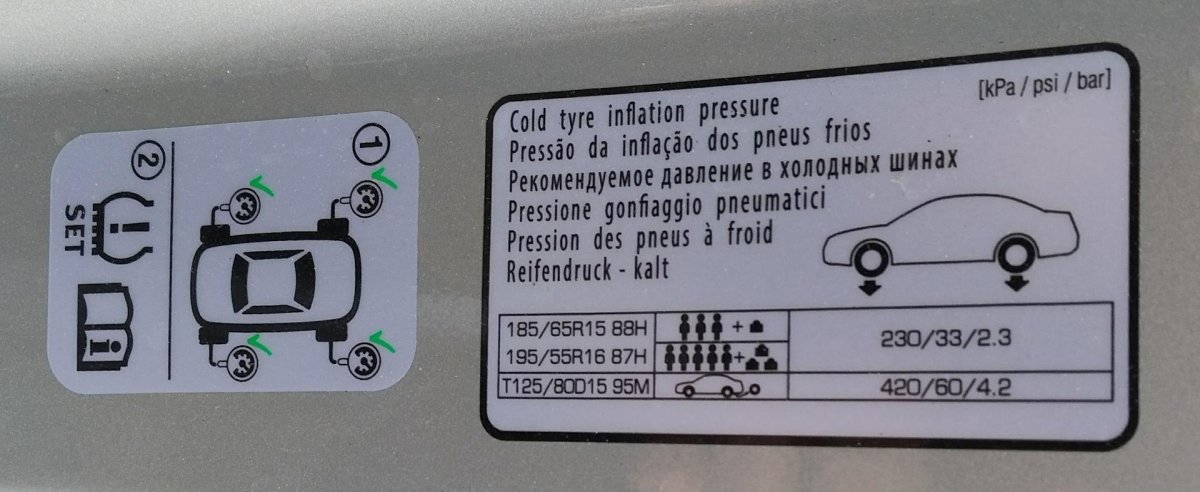 ①
②
SET
i
[kPa / psi / bar]
Cold tyre inflation pressure
Pressão da inflação dos pneus frios
Рекомендуемое давление в холодных шинах
Pressione gonfiaggio pneumatici
Pression des pneus à froid
Reifendruck - kalt
185/65R15 88H + 230/33/2.3
195/55R16 87H +
T125/80D15 95M 420/60/4.2